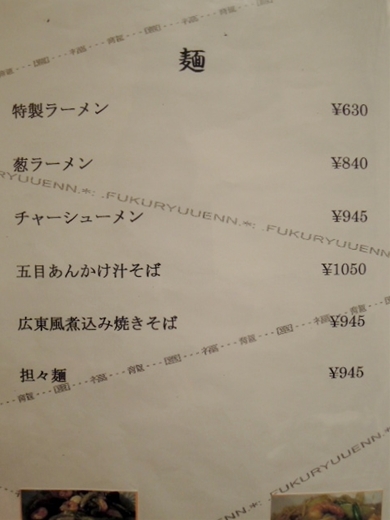 麺
特製ラーメン ¥630
葱ラーメン ¥840
FUKURYUUENN.*:.
チャーシューメン ¥945
五目あんかけ汁そば ¥1050
広東風煮込み焼きそば ¥945
担々麺 ¥945
FUKURYUUENN.*: